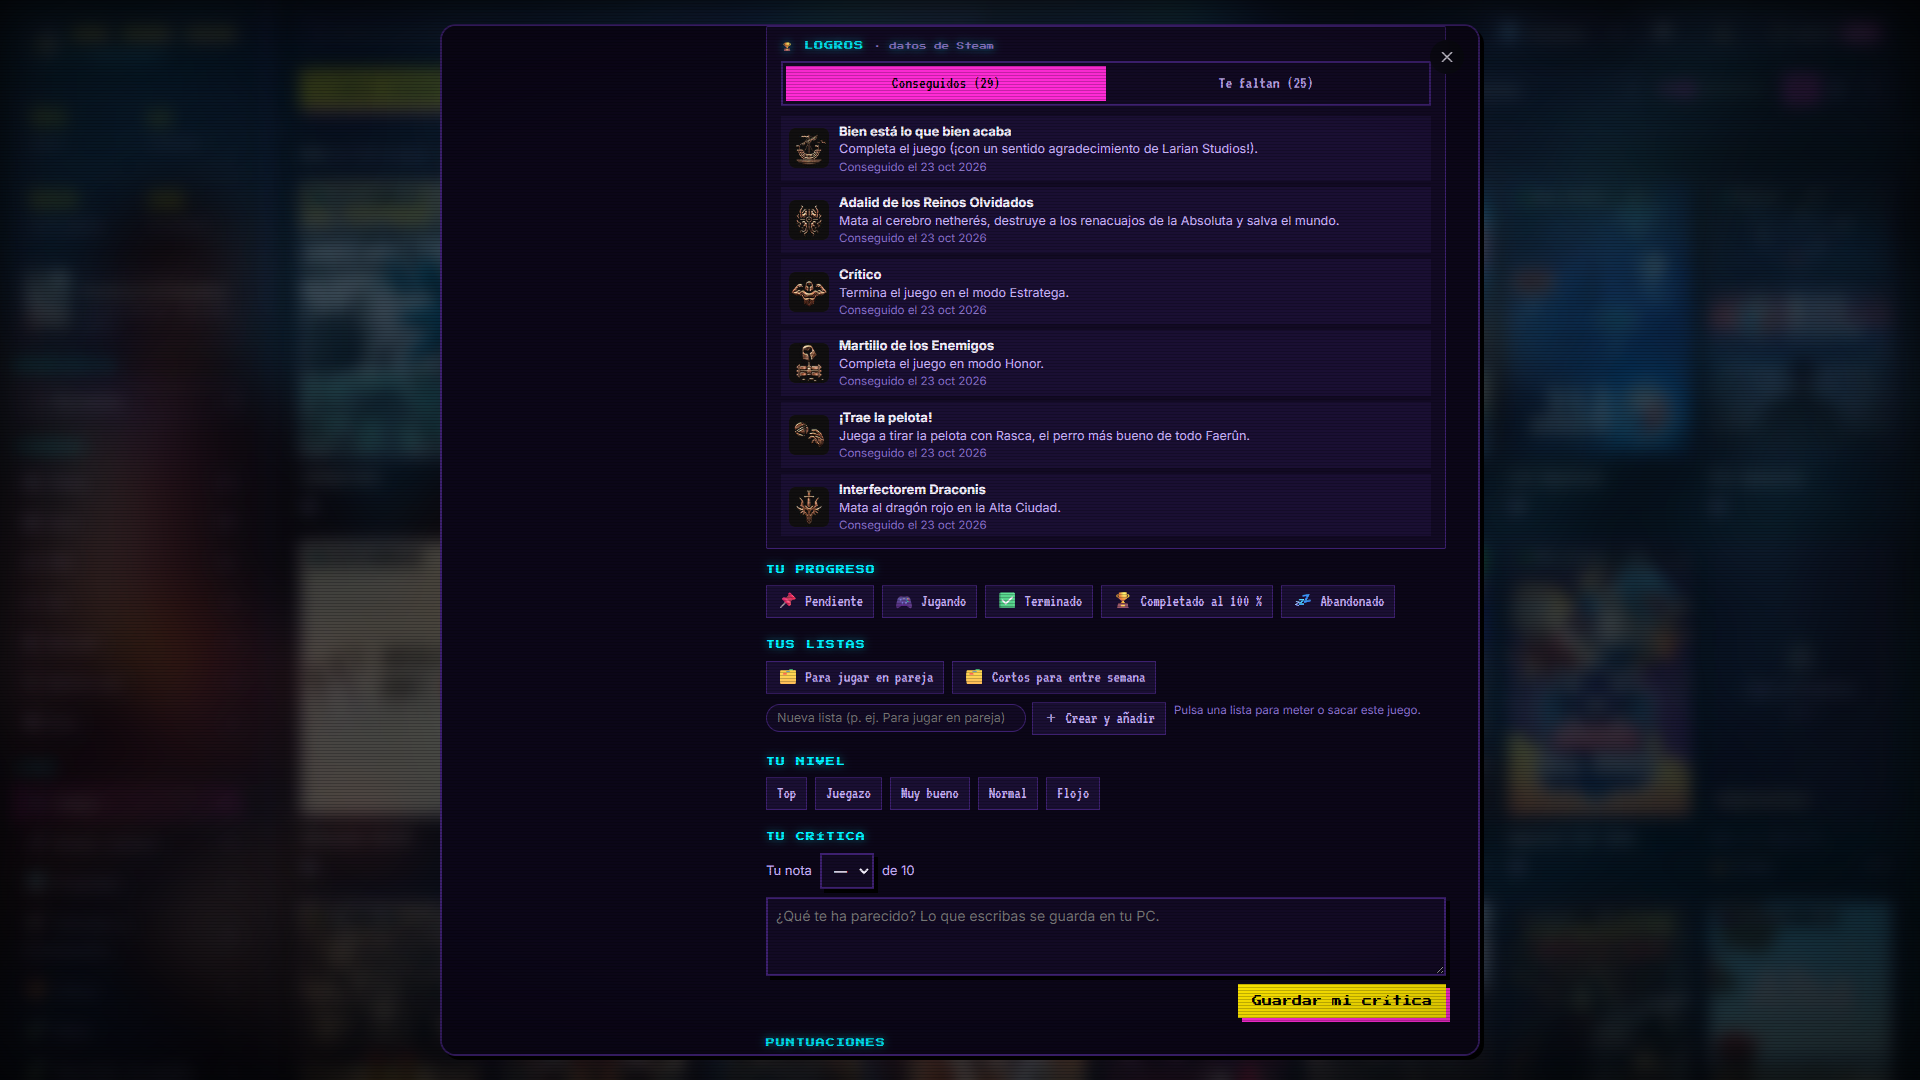 LOGROS · datos de Steam
Conseguidos (29)
Te faltan (25)
Bien está lo que bien acaba
Completa el juego (¡con un sentido agradecimiento de Larian Studios!).
Conseguido el 23 oct 2026
Adalid de los Reinos Olvidados
Mata al cerebro netherés, destruye a los renacuajos de la Absoluta y salva el mundo.
Conseguido el 23 oct 2026
Crítico
Termina el juego en el modo Estratega.
Conseguido el 23 oct 2026
Martillo de los Enemigos
Completa el juego en modo Honor.
Conseguido el 23 oct 2026
¡Trae la pelota!
Juega a tirar la pelota con Rasca, el perro más bueno de todo Faerûn.
Conseguido el 23 oct 2026
Interfectorem Draconis
Mata al dragón rojo en la Alta Ciudad.
Conseguido el 23 oct 2026
TU PROGRESO
Pendiente
Jugando
Terminado
Completado al 100 %
Abandonado
TUS LISTAS
Para jugar en pareja
Cortos para entre semana
Nueva lista (p. ej. Para jugar en pareja)
+ Crear y añadir
Pulsa una lista para meter o sacar este juego.
TU NIVEL
Top
Juegazo
Muy bueno
Normal
Flojo
TU CRíTICA
Tu nota — de 10
¿Qué te ha parecido? Lo que escribas se guarda en tu PC.
Guardar mi crítica
PUNTUACIONES